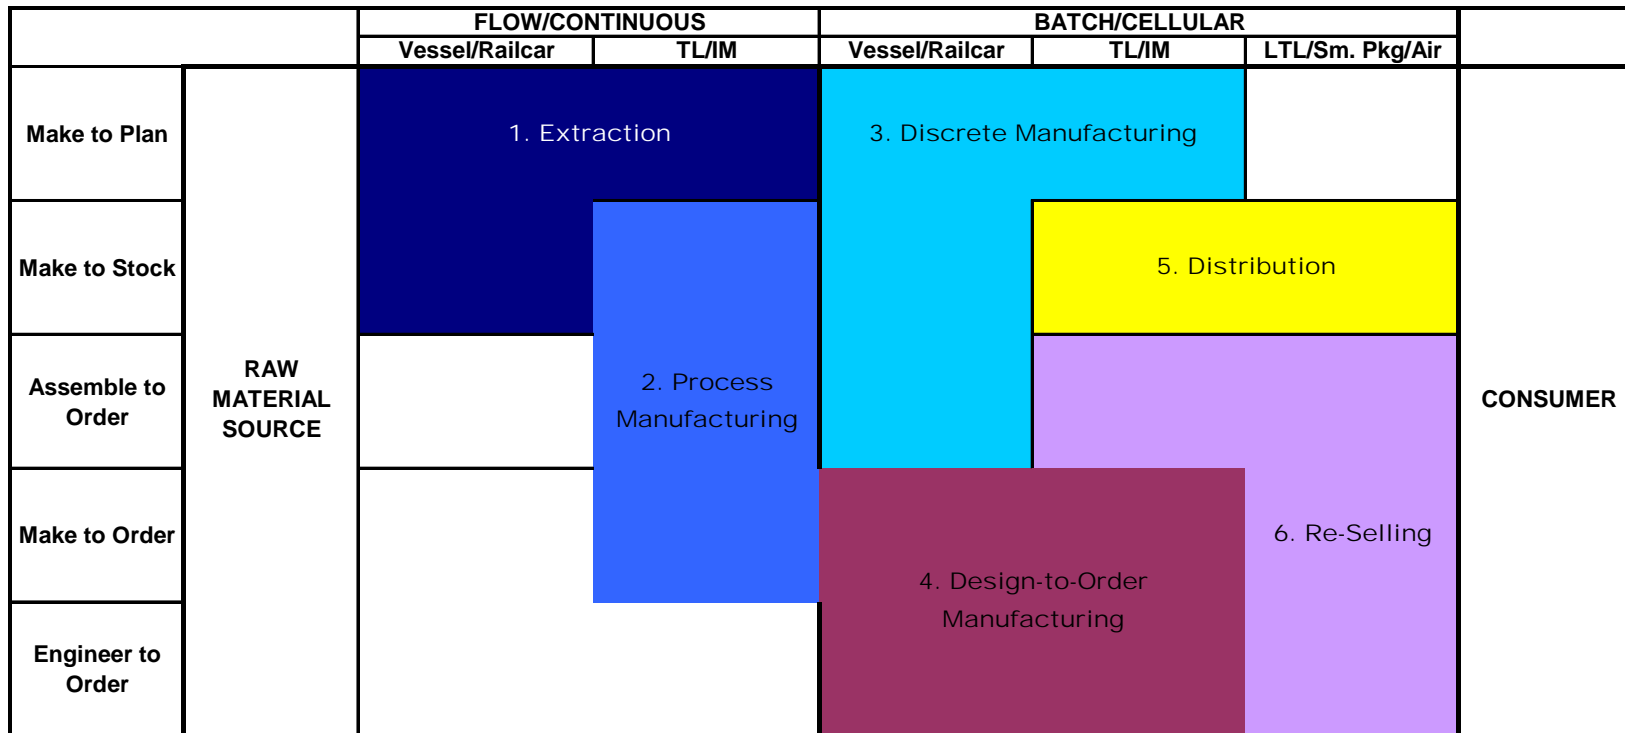 FLOW/CONTINUOUS
BATCH/CELLULAR
Vessel/Railcar
TL/IM
Vessel/Railcar
TL/IM
LTL/Sm. Pkg/Air
Make to Plan
1. Extraction
3. Discrete Manufacturing
Make to Stock
5. Distribution
Assemble to
Order
RAW
MATERIAL
SOURCE
2. Process
Manufacturing
CONSUMER
Make to Order
6. Re-Selling
4. Design-to-Order
Manufacturing
Engineer to
Order